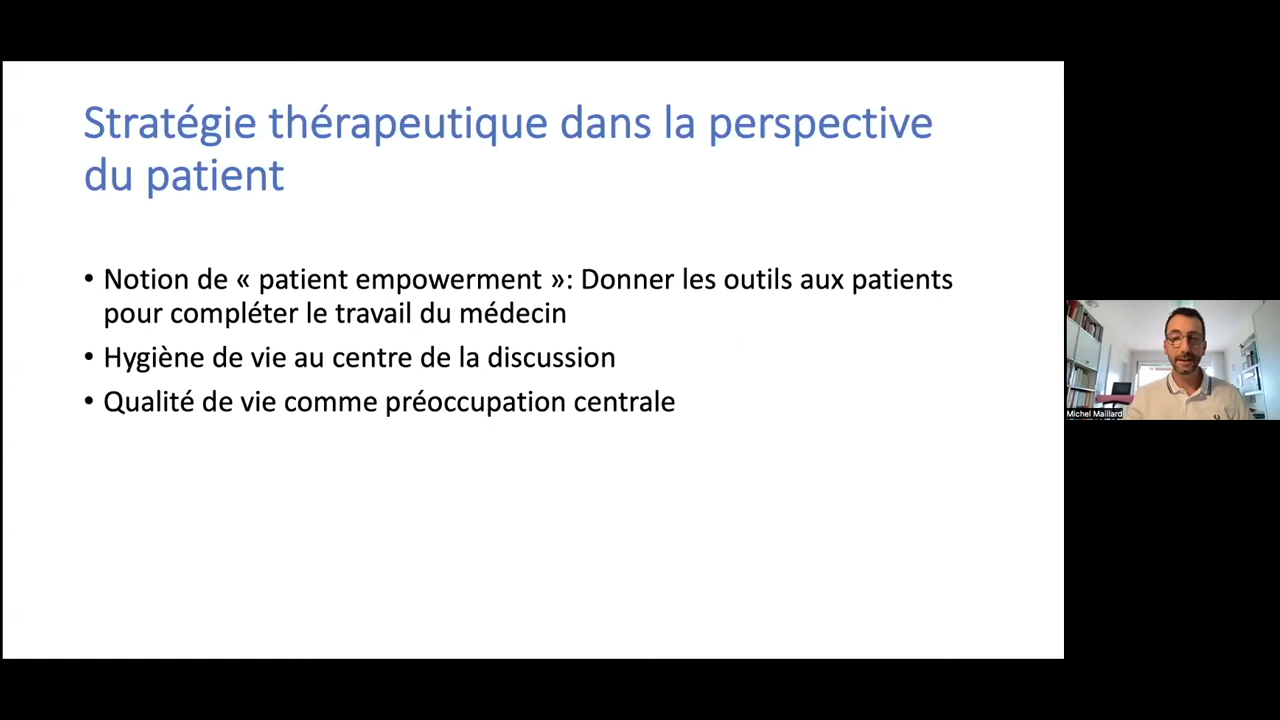 Stratégie thérapeutique dans la perspective
du patient
• Notion de « patient empowerment »: Donner les outils aux patients
pour compléter le travail du médecin
• Hygiène de vie au centre de la discussion
• Qualité de vie comme préoccupation centrale
Michel Maillard